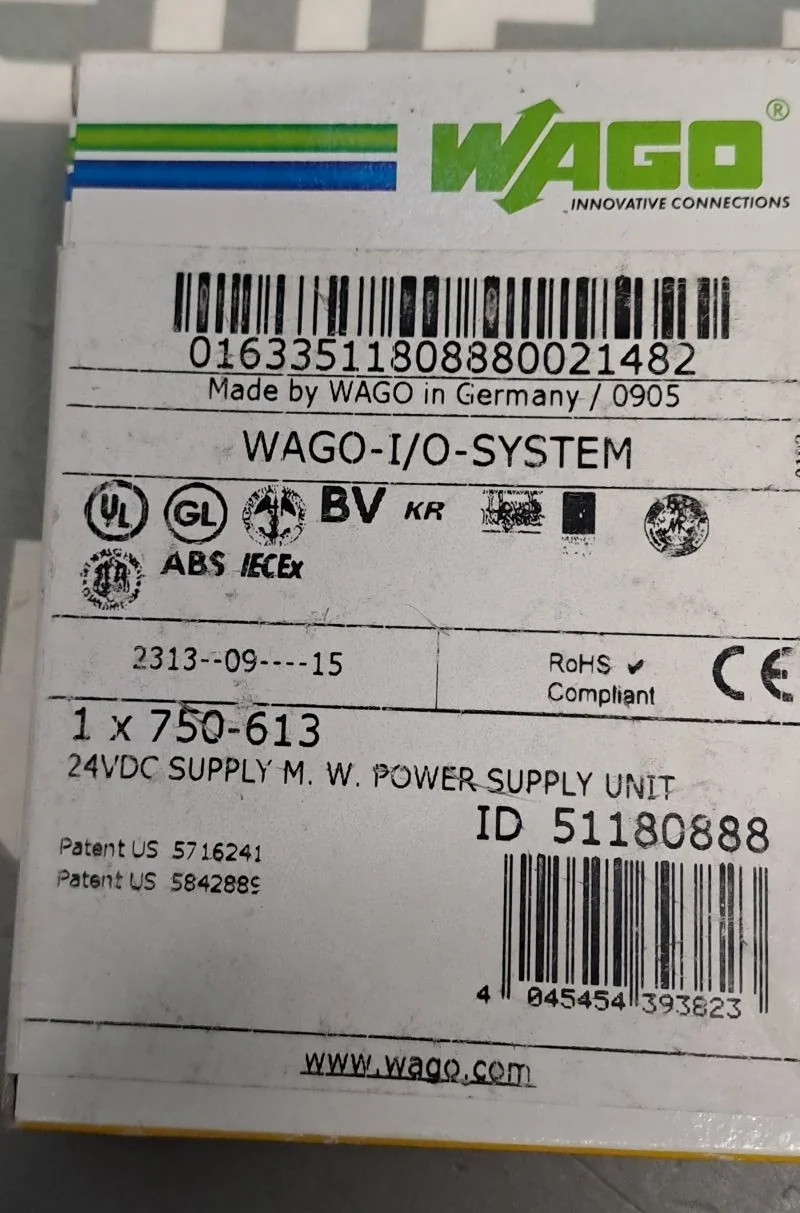 WAGO®
INNOVATIVE CONNECTIONS
01633511808880021482
Made by WAGO in Germany / 0905
WAGO-I/O-SYSTEM
UL GL BV KR
ABS IECEx
2313--09----15
RoHS ✔
Compliant
CE
1 x 750-613
24VDC SUPPLY M. W. POWER SUPPLY UNIT
ID 51180888
Patent US 5716241
Patent US 5842889
4 045454 393823
www.wago.com